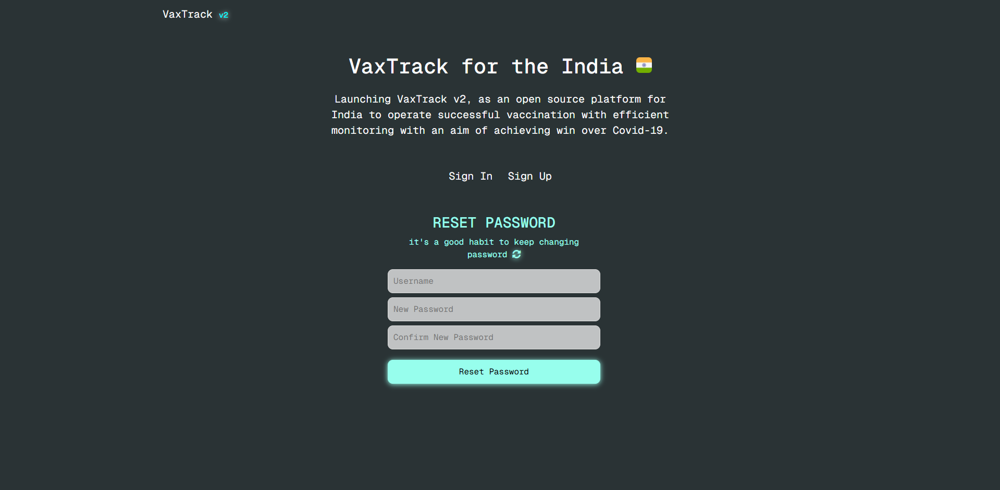 VaxTrack v2
VaxTrack for the India
Launching VaxTrack v2, as an open source platform for
India to operate successful vaccination with efficient
monitoring with an aim of achieving win over Covid-19.
Sign In Sign Up
RESET PASSWORD
it's a good habit to keep changing
password
Username
New Password
Confirm New Password
Reset Password